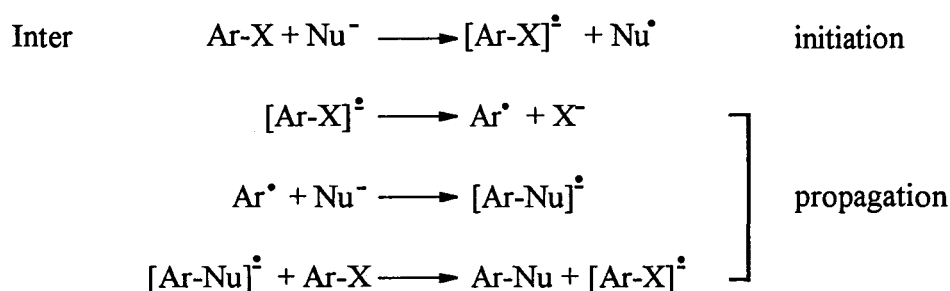 Inter Ar-X + Nu⁻ ⟶ [Ar-X]•⁻ + Nu• initiation
[Ar-X]•⁻ ⟶ Ar• + X⁻
Ar• + Nu⁻ ⟶ [Ar-Nu]•⁻ propagation
[Ar-Nu]•⁻ + Ar-X ⟶ Ar-Nu + [Ar-X]•⁻